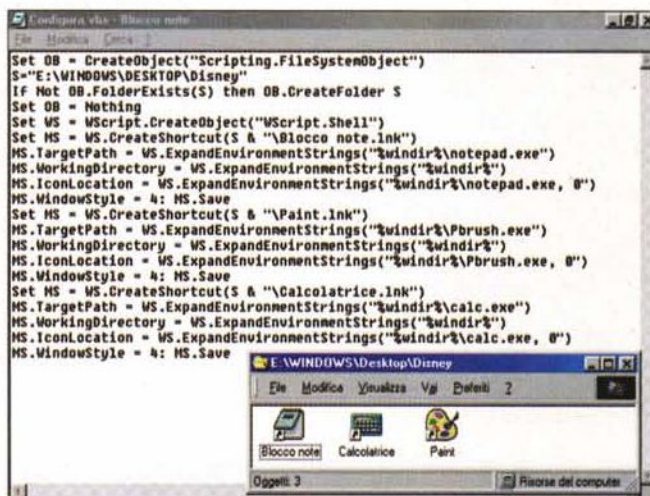 Configura.vbs - Blocco note
File Modifica Cerca ?
Set OB = CreateObject("Scripting.FileSystemObject")
S="E:\WINDOWS\DESKTOP\Disney"
If Not OB.FolderExists(S) then OB.CreateFolder S
Set OB = Nothing
Set WS = WScript.CreateObject("WScript.Shell")
Set MS = WS.CreateShortcut(S & "\Blocco note.lnk")
MS.TargetPath = WS.ExpandEnvironmentStrings("%windir%\notepad.exe")
MS.WorkingDirectory = WS.ExpandEnvironmentStrings("%windir%")
MS.IconLocation = WS.ExpandEnvironmentStrings("%windir%\notepad.exe, 0")
MS.WindowStyle = 4: MS.Save
Set MS = WS.CreateShortcut(S & "\Paint.lnk")
MS.TargetPath = WS.ExpandEnvironmentStrings("%windir%\Pbrush.exe")
MS.WorkingDirectory = WS.ExpandEnvironmentStrings("%windir%")
MS.IconLocation = WS.ExpandEnvironmentStrings("%windir%\Pbrush.exe, 0")
MS.WindowStyle = 4: MS.Save
Set MS = WS.CreateShortcut(S & "\Calcolatrice.lnk")
MS.TargetPath = WS.ExpandEnvironmentStrings("%windir%\calc.exe")
MS.WorkingDirectory = WS.ExpandEnvironmentStrings("%windir%")
MS.IconLocation = WS.ExpandEnvironmentStrings("%windir%\calc.exe, 0")
MS.WindowStyle = 4: MS.Save
E:\WINDOWS\Desktop\Disney
File Modifica Visualizza Vai Preferiti ?
Blocco note Calcolatrice Paint
Oggetti: 3 Risorse del computer